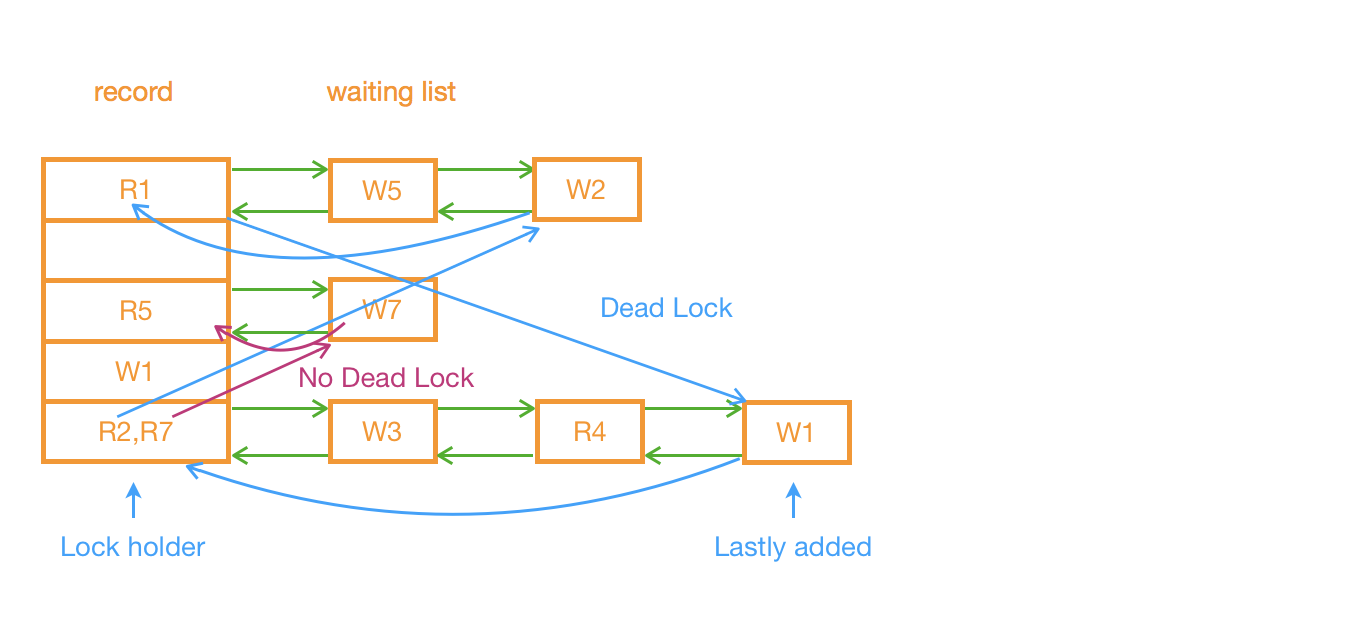 record
waiting list
R1
W5
W2
R5
W7
Dead Lock
W1
No Dead Lock
R2,R7
W3
R4
W1
Lock holder
Lastly added